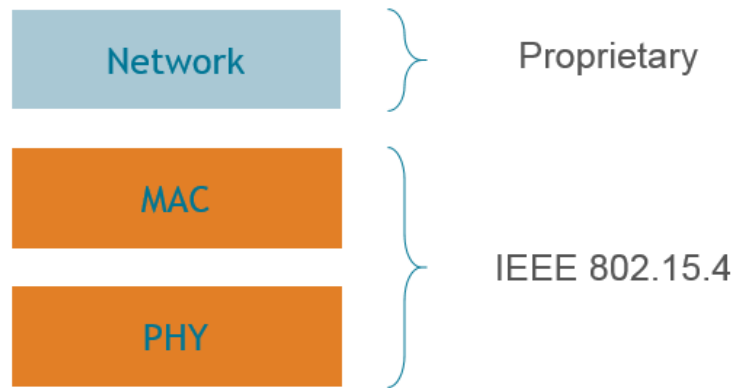 Network
Proprietary
MAC
IEEE 802.15.4
PHY